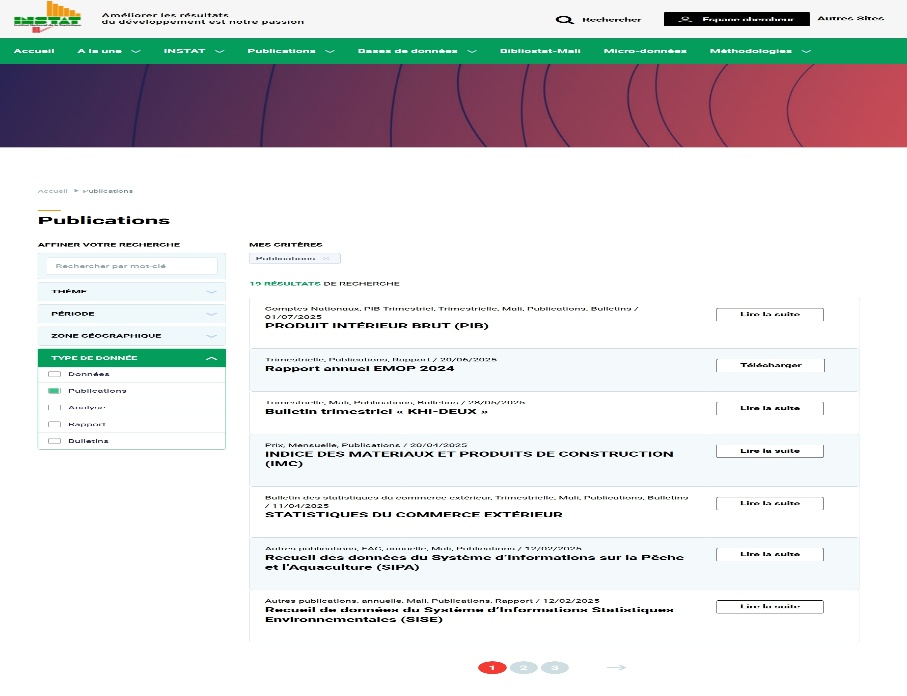 INSTAT
Améliorer les résultats
du développement est notre passion
Rechercher
Espace chercheur
Autres Sites
Accueil
A la une
INSTAT
Publications
Bases de données
Bibliostat-Mali
Micro-données
Méthodologies
Accueil
Publications
Publications
AFFINER VOTRE RECHERCHE
Rechercher par mot-clé
THÈME
PÉRIODE
ZONE GÉOGRAPHIQUE
TYPE DE DONNÉE
Données
Publications
Analyse
Rapport
Bulletins
MES CRITÈRES
Publications ×
19 RÉSULTATS DE RECHERCHE
Comptes Nationaux, PIB Trimestriel, Trimestrielle, Mali, Publications, Bulletins /
01/07/2025
PRODUIT INTÉRIEUR BRUT (PIB)
Lire la suite
Trimestrielle, Publications, Rapport / 20/06/2025
Rapport annuel EMOP 2024
Télécharger
Trimestrielle, Mali, Publications, Bulletins / 28/05/2025
Bulletin trimestriel « KHI-DEUX »
Lire la suite
Prix, Mensuelle, Publications / 20/04/2025
INDICE DES MATERIAUX ET PRODUITS DE CONSTRUCTION
(IMC)
Lire la suite
Bulletin des statistiques du commerce extérieur, Trimestrielle, Mali, Publications, Bulletins
/ 11/04/2025
STATISTIQUES DU COMMERCE EXTÉRIEUR
Lire la suite
Autres publications, EAC, annuelle, Mali, Publications / 12/02/2025
Recueil des données du Système d'Informations sur la Pêche
et l'Aquaculture (SIPA)
Lire la suite
Autres publications, annuelle, Mali, Publications, Rapport / 12/02/2025
Recueil de données du Système d'Informations Statistiques
Environnementales (SISE)
Lire la suite
1 2 3